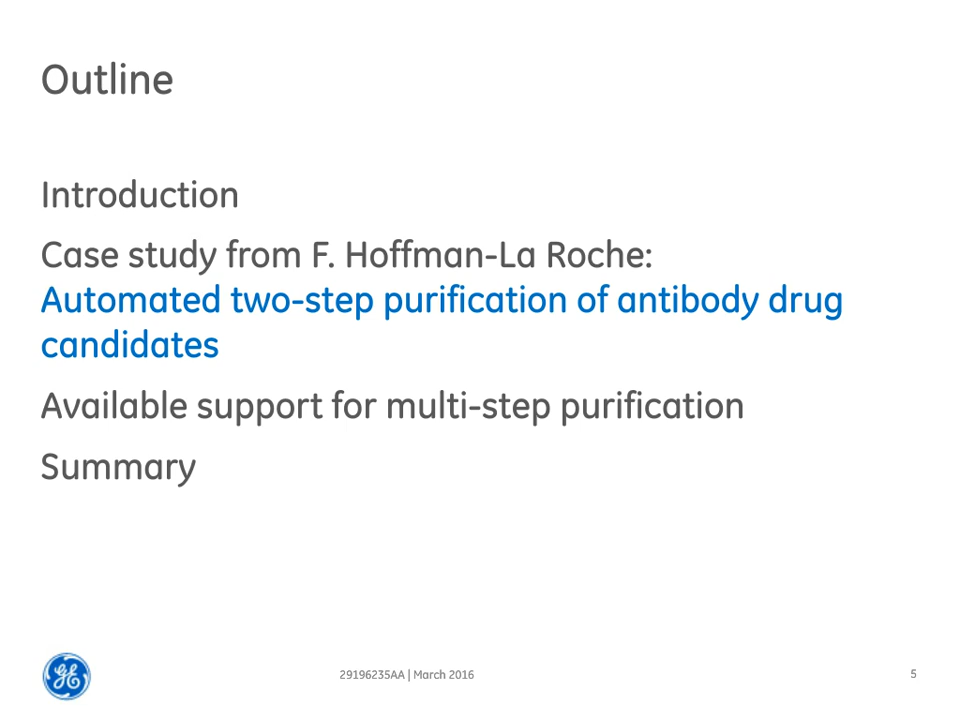 Outline
Introduction
Case study from F. Hoffman-La Roche:
Automated two-step purification of antibody drug
candidates
Available support for multi-step purification
Summary
GE
29196235AA | March 2016
5